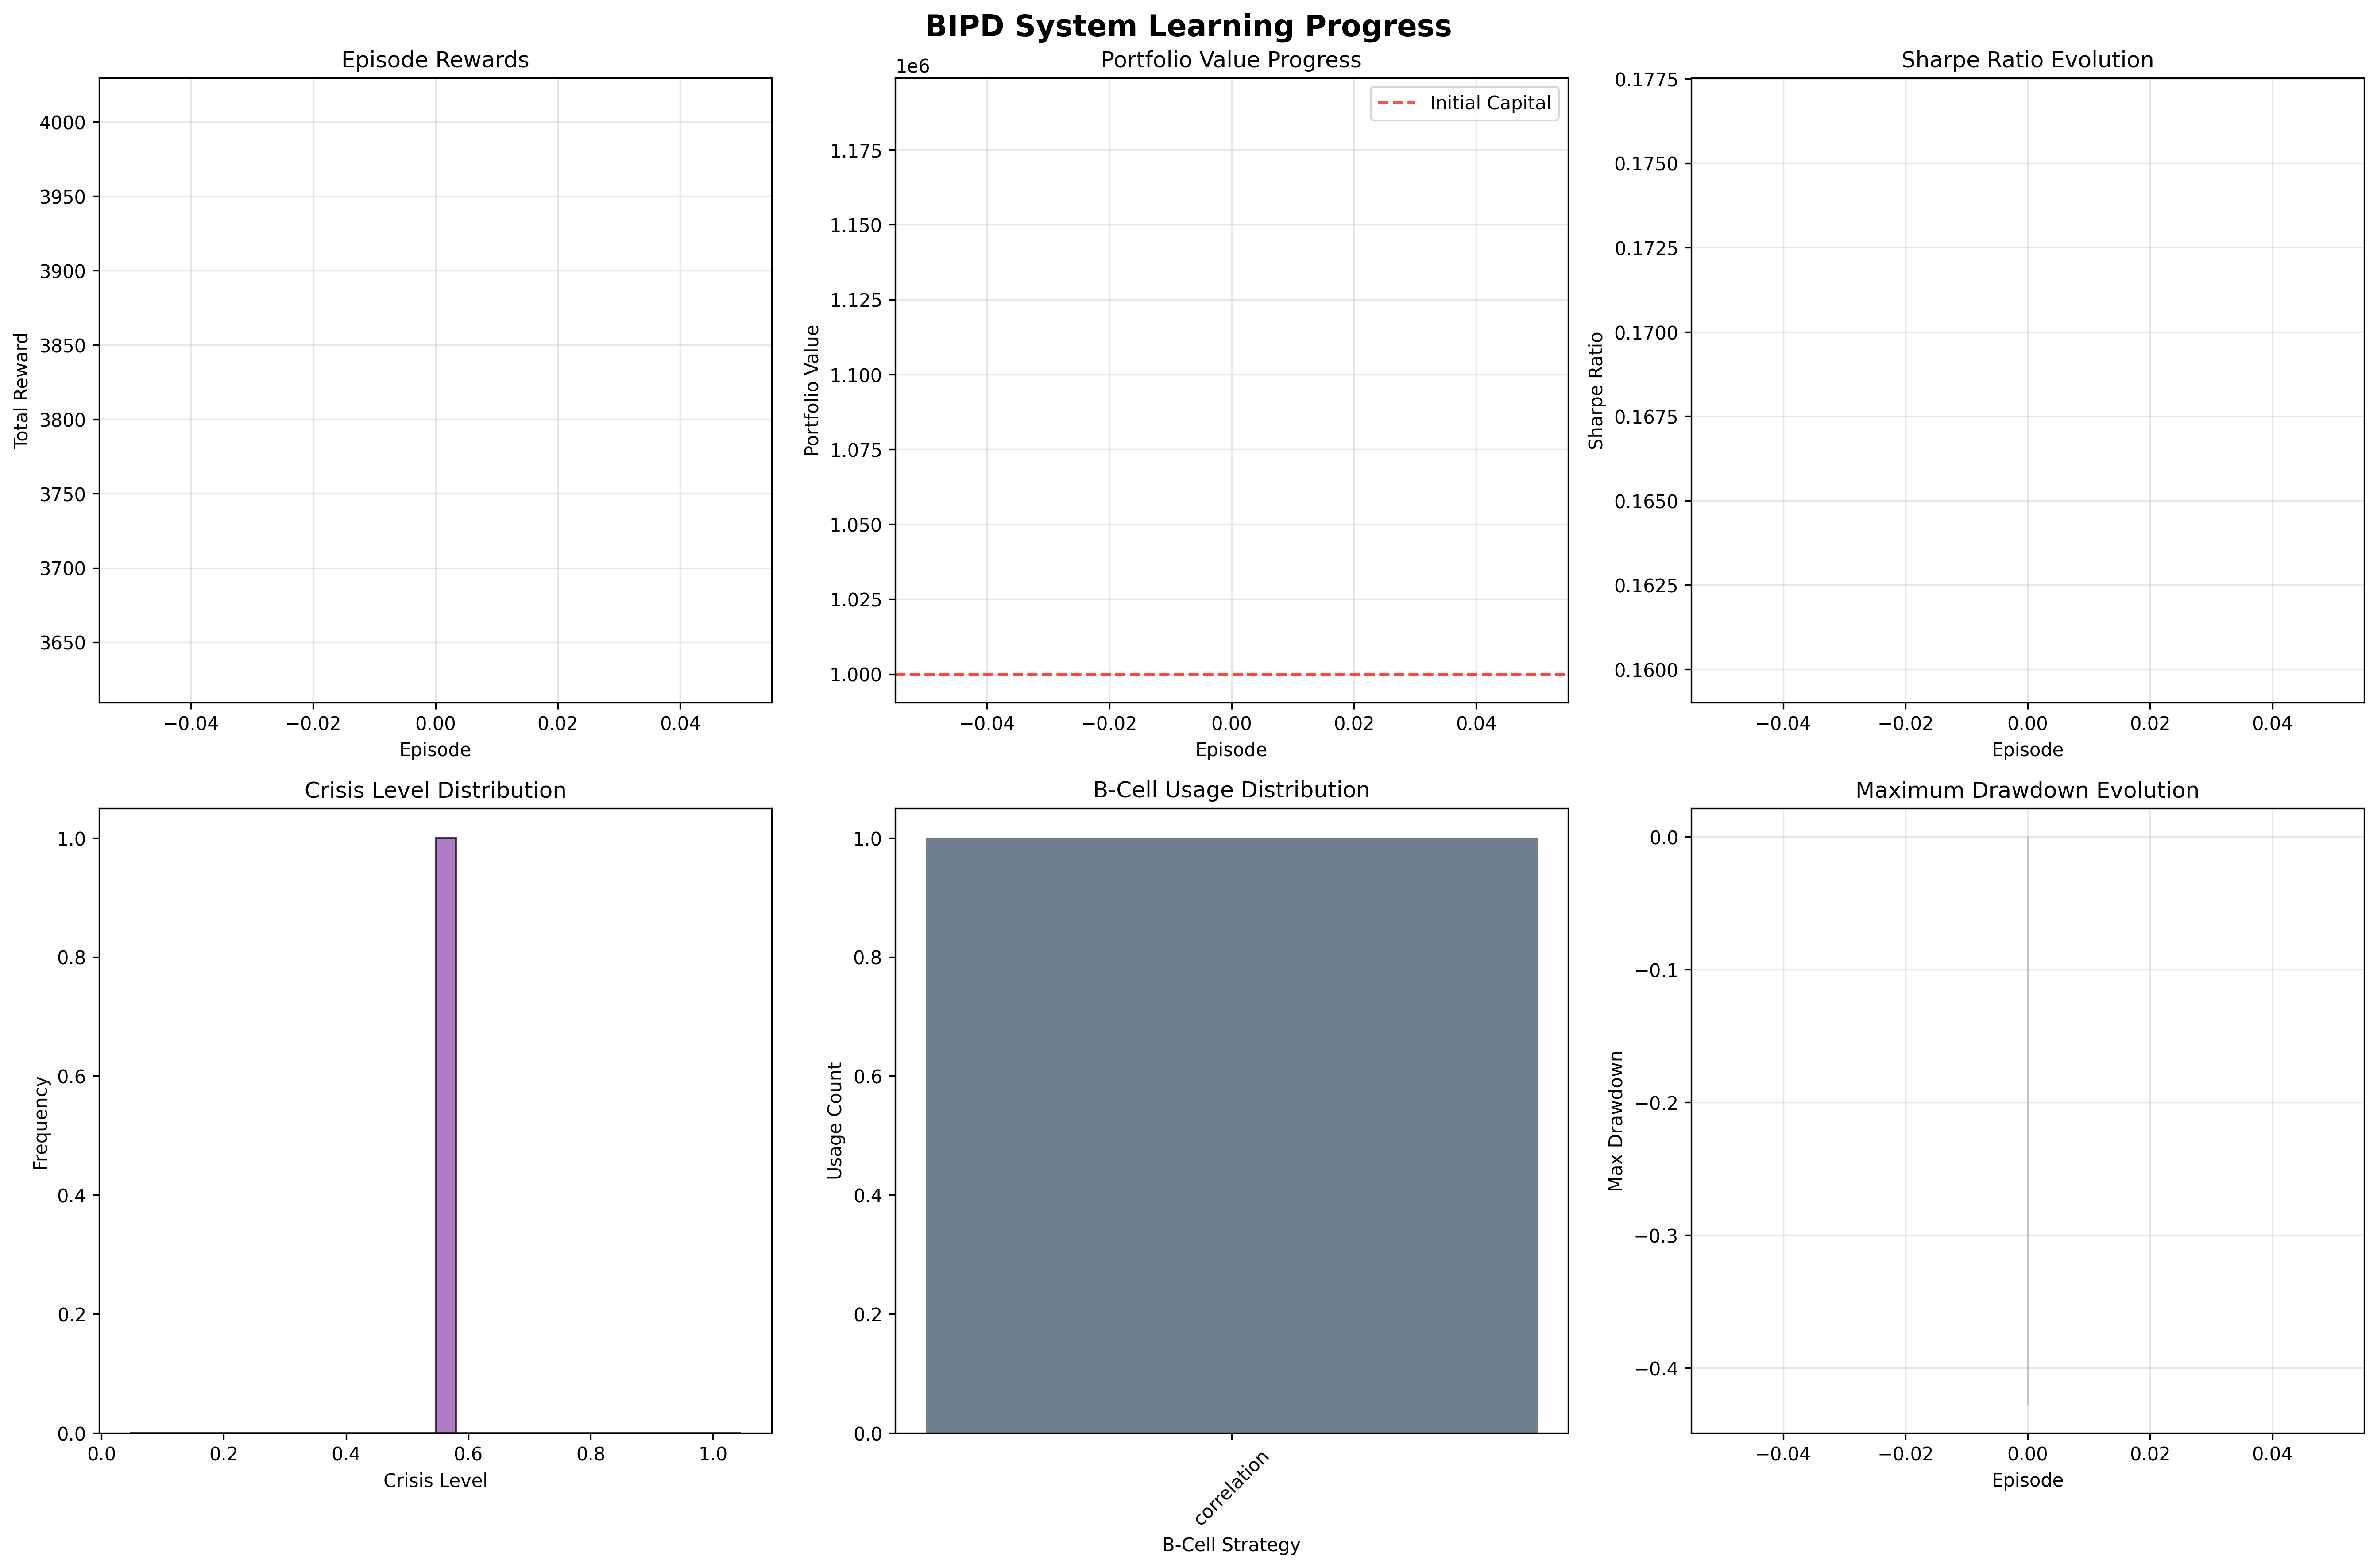 BIPD System Learning Progress
Episode Rewards
4000
3950
3900
3850
3800
3750
3700
3650
Total Reward
−0.04 −0.02 0.00 0.02 0.04
Episode
Portfolio Value Progress
1e6
Initial Capital
1.175
1.150
1.125
1.100
1.075
1.050
1.025
1.000
Portfolio Value
−0.04 −0.02 0.00 0.02 0.04
Episode
Sharpe Ratio Evolution
0.1775
0.1750
0.1725
0.1700
0.1675
0.1650
0.1625
0.1600
Sharpe Ratio
−0.04 −0.02 0.00 0.02 0.04
Episode
Crisis Level Distribution
1.0
0.8
0.6
0.4
0.2
0.0
Frequency
0.0 0.2 0.4 0.6 0.8 1.0
Crisis Level
B-Cell Usage Distribution
1.0
0.8
0.6
0.4
0.2
0.0
Usage Count
correlation
B-Cell Strategy
Maximum Drawdown Evolution
0.0
−0.1
−0.2
−0.3
−0.4
Max Drawdown
−0.04 −0.02 0.00 0.02 0.04
Episode